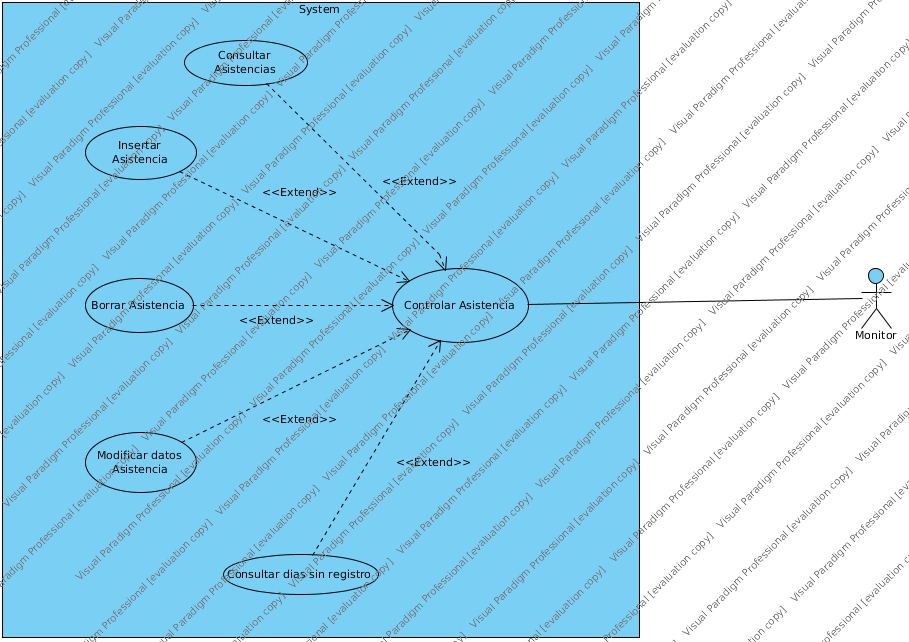 System
Consultar
Asistencias
Insertar
Asistencia
<<Extend>>
<<Extend>>
Borrar Asistencia
Controlar Asistencia
<<Extend>>
Monitor
<<Extend>>
Modificar datos
Asistencia
<<Extend>>
Consultar dias sin registro
Visual Paradigm Professional [evaluation copy]